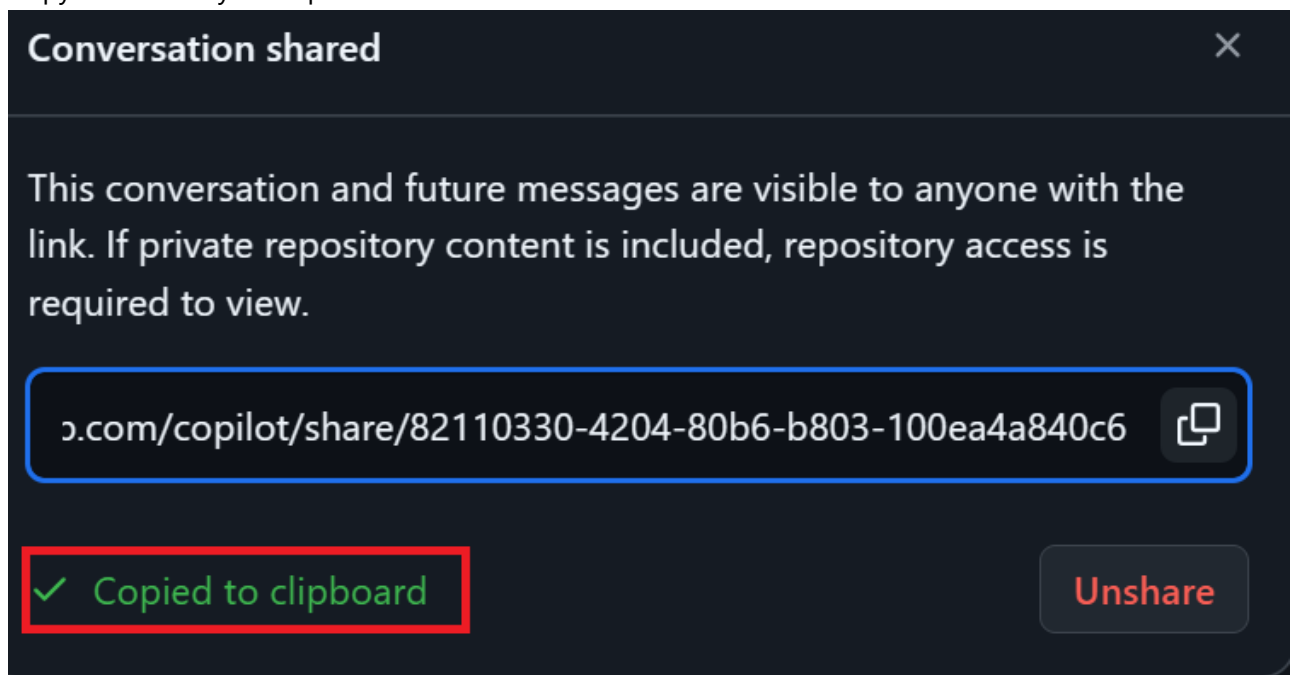 Conversation shared
This conversation and future messages are visible to anyone with the
link. If private repository content is included, repository access is
required to view.
.com/copilot/share/82110330-4204-80b6-b803-100ea4a840c6
Copied to clipboard
Unshare